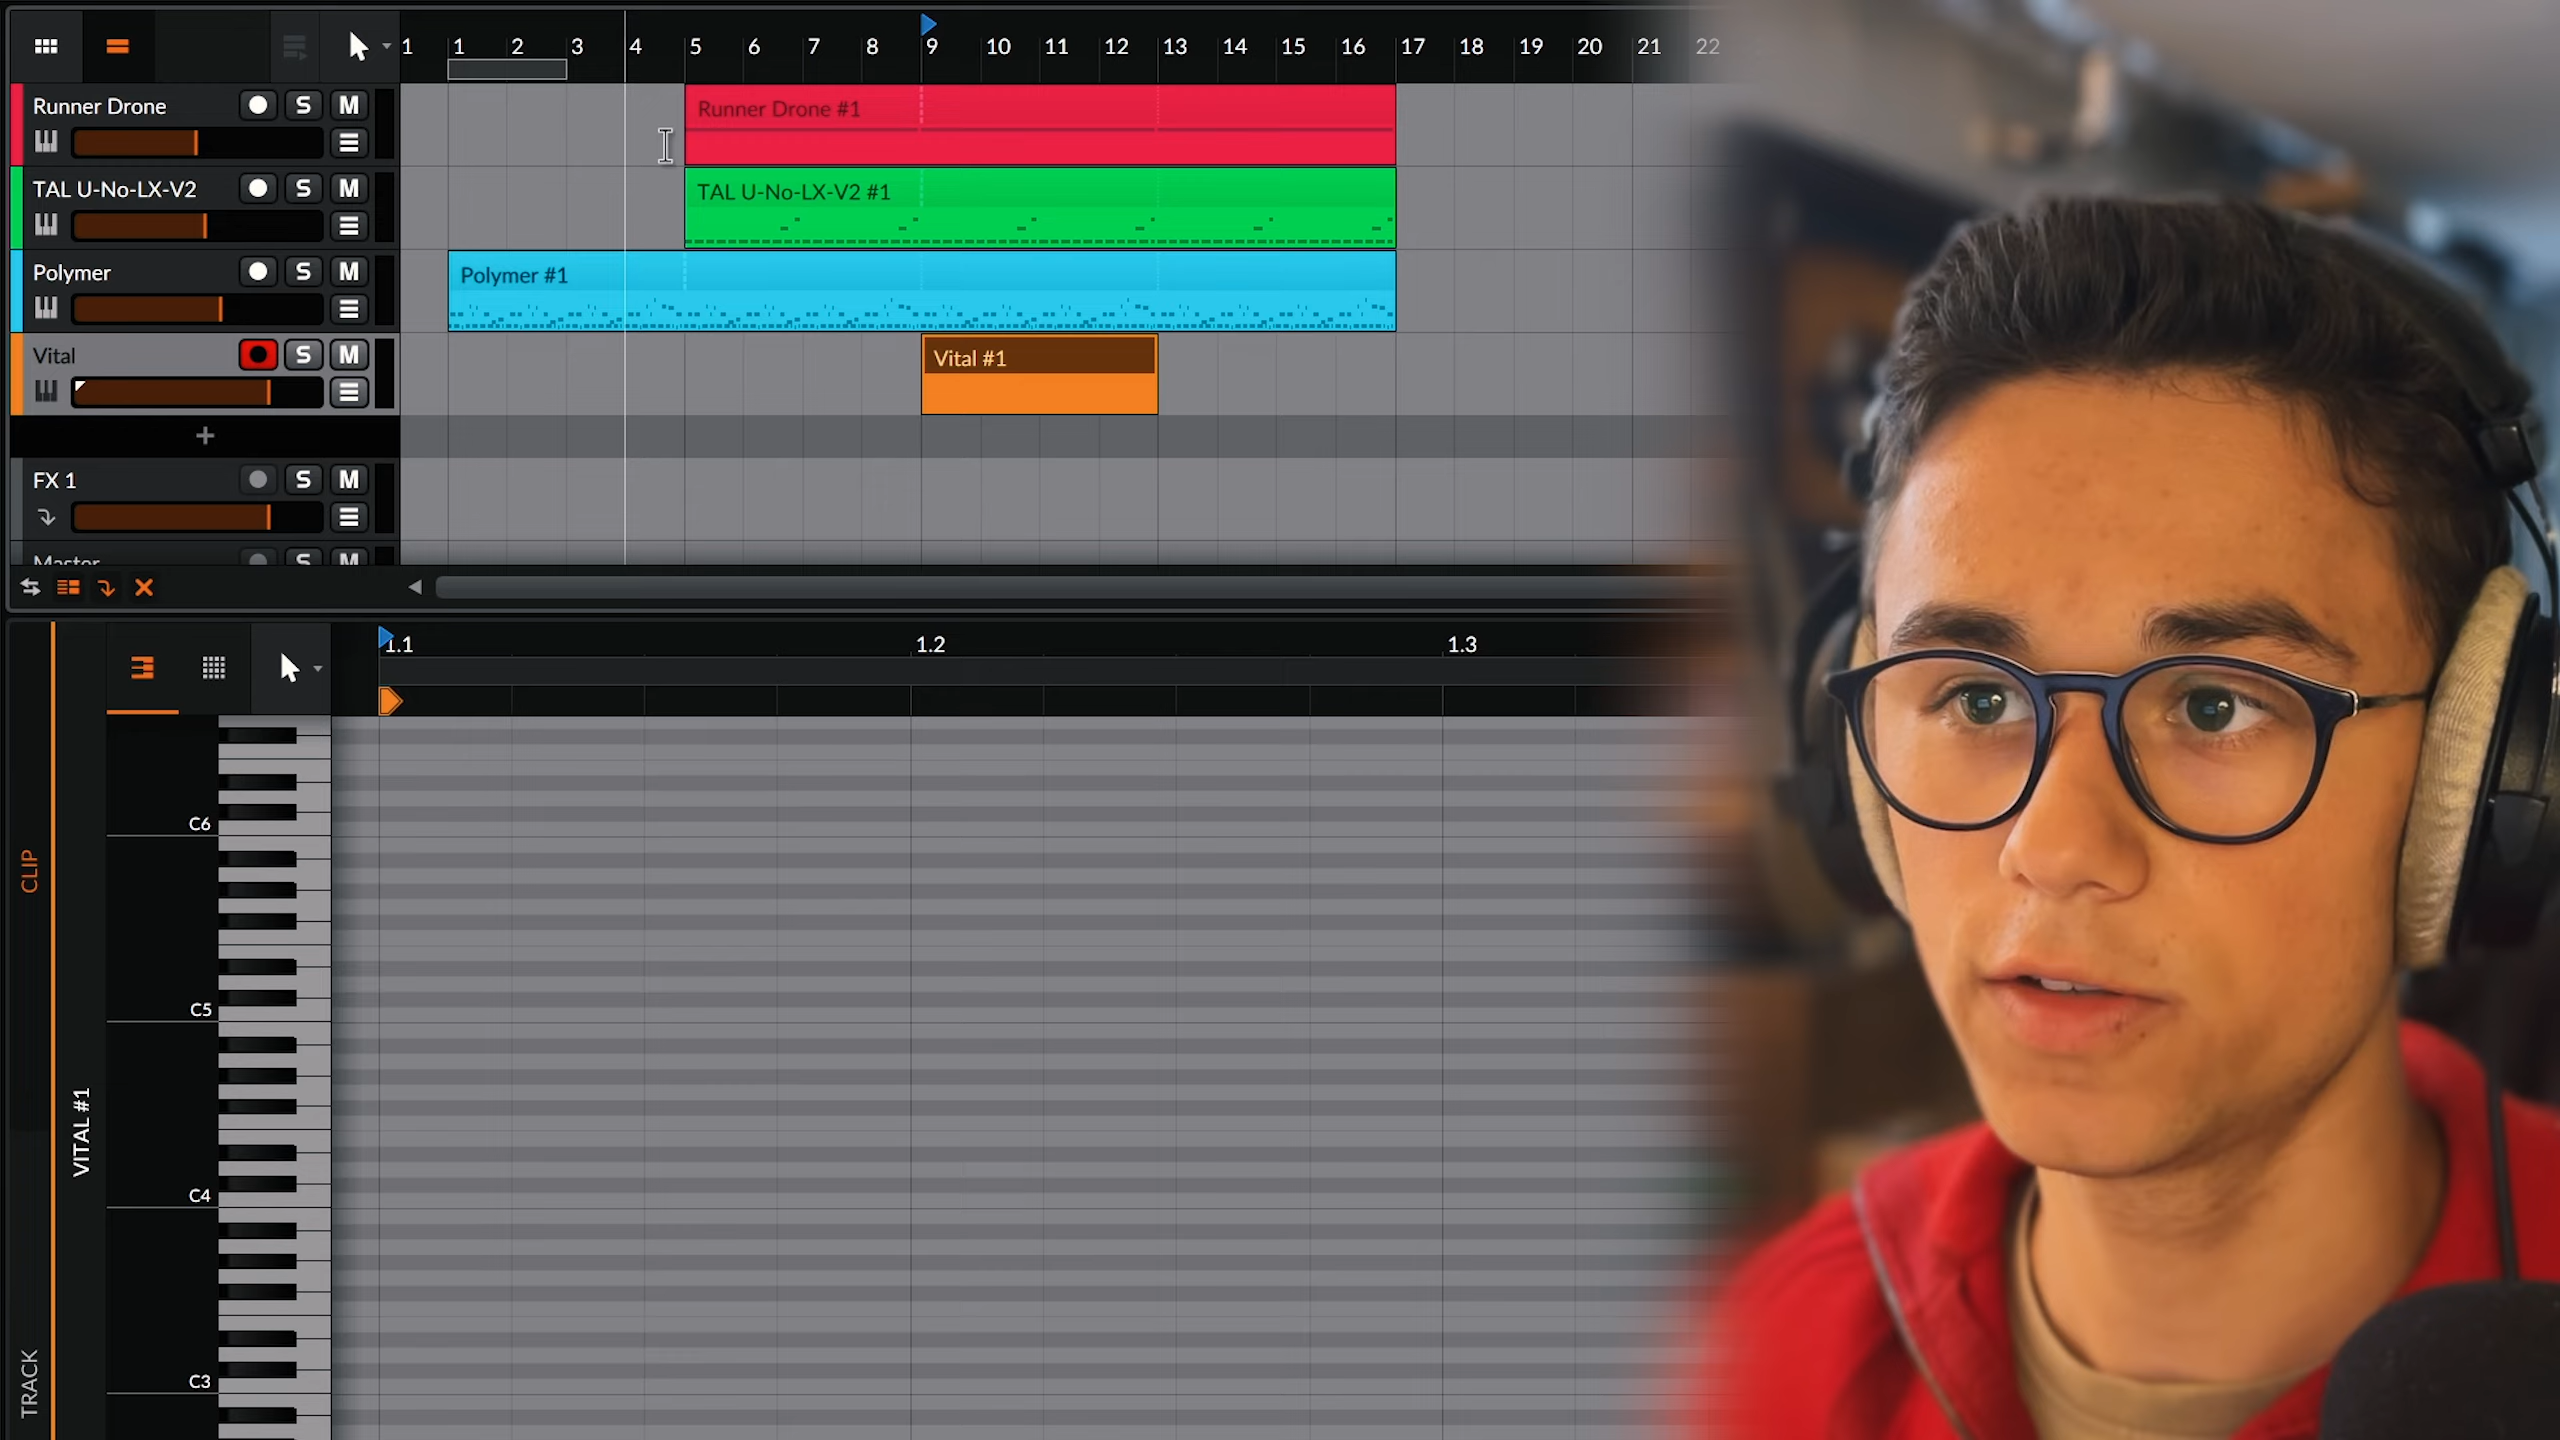 1 1 2 3 4 5 6 7 8 9 10 11 12 13 14 15 16 17 18 19 20 21 22
Runner Drone S M
Runner Drone #1
TAL U-No-LX-V2 S M
TAL U-No-LX-V2 #1
Polymer S M
Polymer #1
Vital S M
Vital #1
+
FX 1 S M
Master S M
1.1 1.2 1.3
C6
CLIP
C5
VITAL #1
C4
C3
TRACK